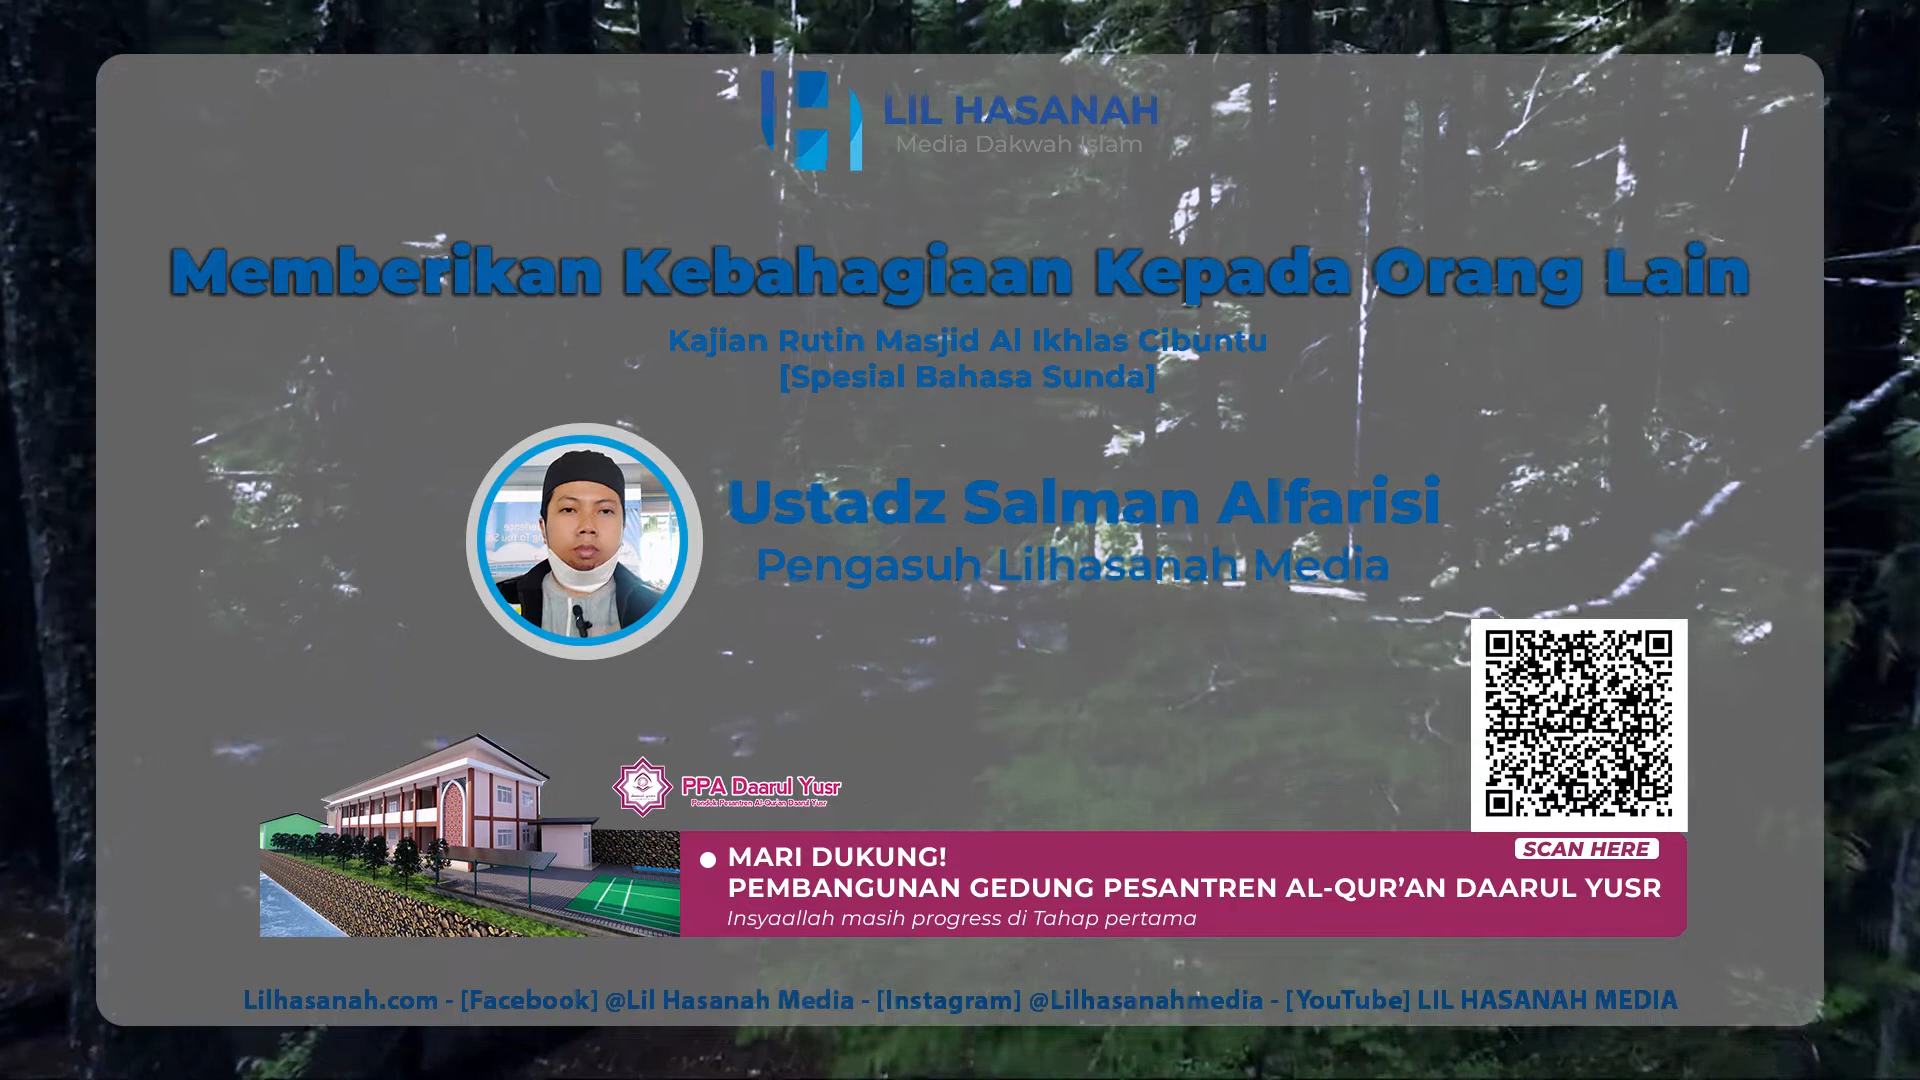 LIL HASANAH
Media Dakwah Islam
Memberikan Kebahagiaan Kepada Orang Lain
Kajian Rutin Masjid Al Ikhlas Cibuntu
[Spesial Bahasa Sunda]
Ustadz Salman Alfarisi
Pengasuh Lilhasanah Media
PPA Daarul Yusr
Pondok Pesantren Al-Qur'an Daarul Yusr
SCAN HERE
MARI DUKUNG!
PEMBANGUNAN GEDUNG PESANTREN AL-QUR’AN DAARUL YUSR
Insyaallah masih progress di Tahap pertama
Lilhasanah.com - [Facebook] @Lil Hasanah Media - [Instagram] @Lilhasanahmedia - [YouTube] LIL HASANAH MEDIA